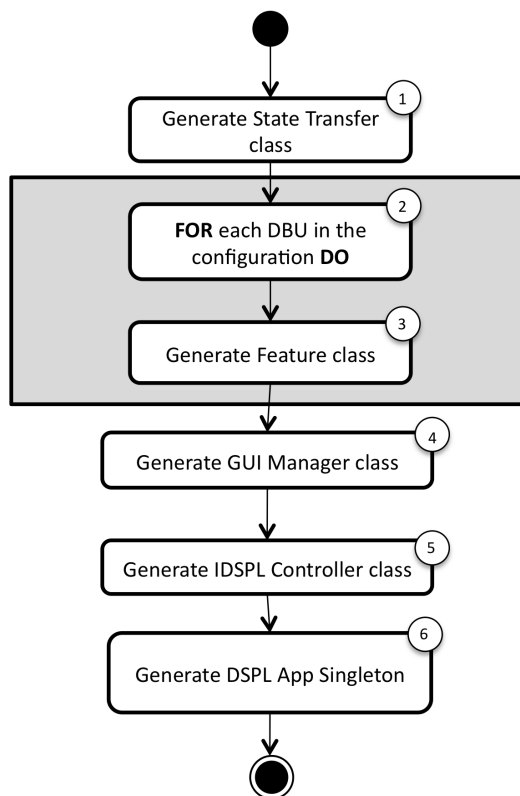 1
Generate State Transfer
class
2
FOR each DBU in the
configuration DO
3
Generate Feature class
4
Generate GUI Manager class
5
Generate IDSPL Controller class
6
Generate DSPL App Singleton